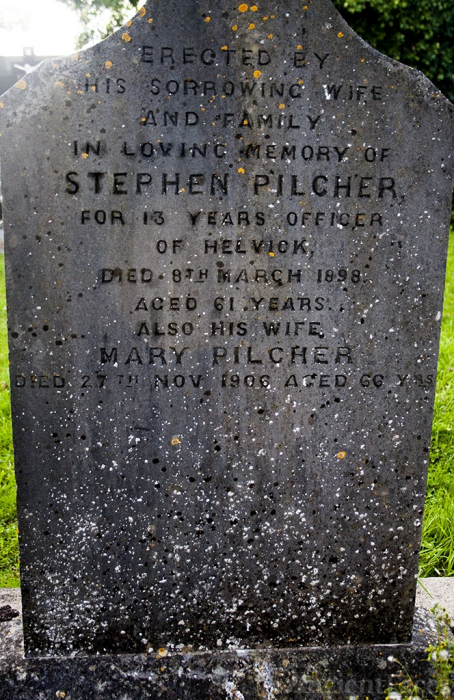 ERECTED BY
HIS SORROWING WIFE
AND FAMILY
IN LOVING MEMORY OF
STEPHEN PILCHER,
FOR 13 YEARS OFFICER
OF HELVICK,
DIED 8TH MARCH 1898
AGED 61 YEARS.
ALSO HIS WIFE
MARY PILCHER
DIED 27TH NOV 1906 AGED 66 YRS